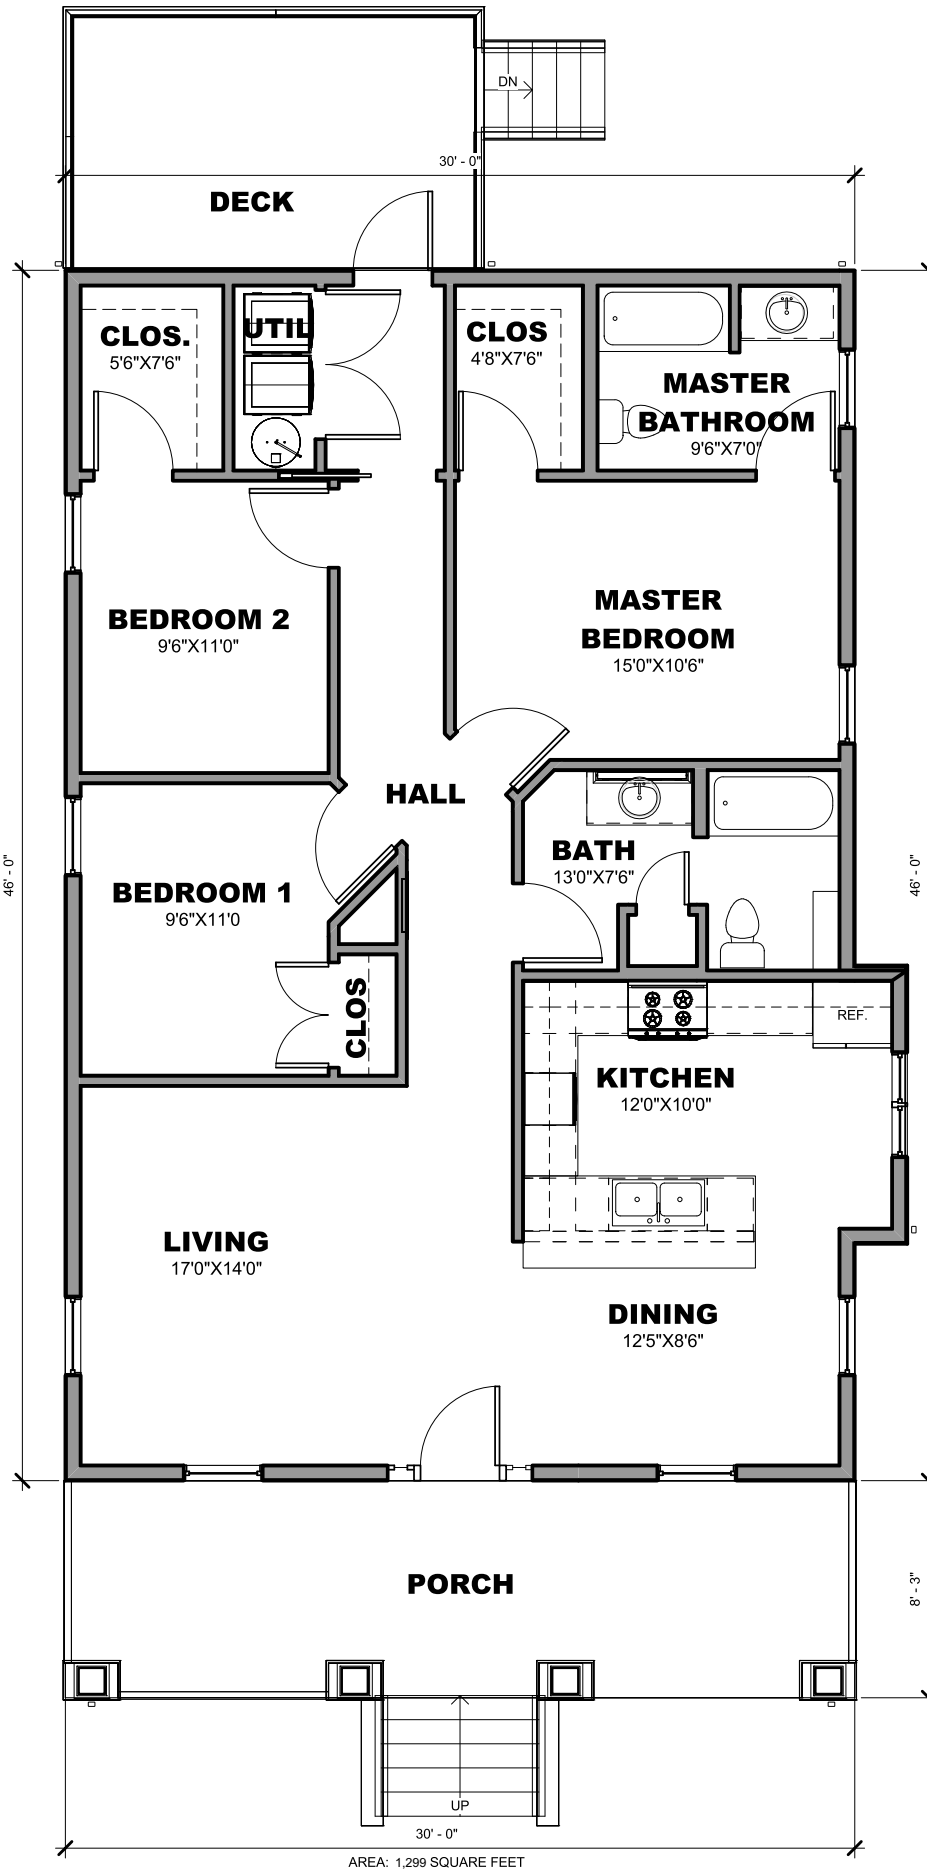 DN
30' - 0"
DECK
CLOS.
5'6"X7'6"
UTIL
CLOS
4'8"X7'6"
MASTER
BATHROOM
9'6"X7'0"
BEDROOM 2
9'6"X11'0"
MASTER
BEDROOM
15'0"X10'6"
HALL
46' - 0"
46' - 0"
BATH
13'0"X7'6"
BEDROOM 1
9'6"X11'0
CLOS
REF.
KITCHEN
12'0"X10'0"
LIVING
17'0"X14'0"
DINING
12'5"X8'6"
PORCH
8' - 3"
UP
30' - 0"
AREA: 1,299 SQUARE FEET